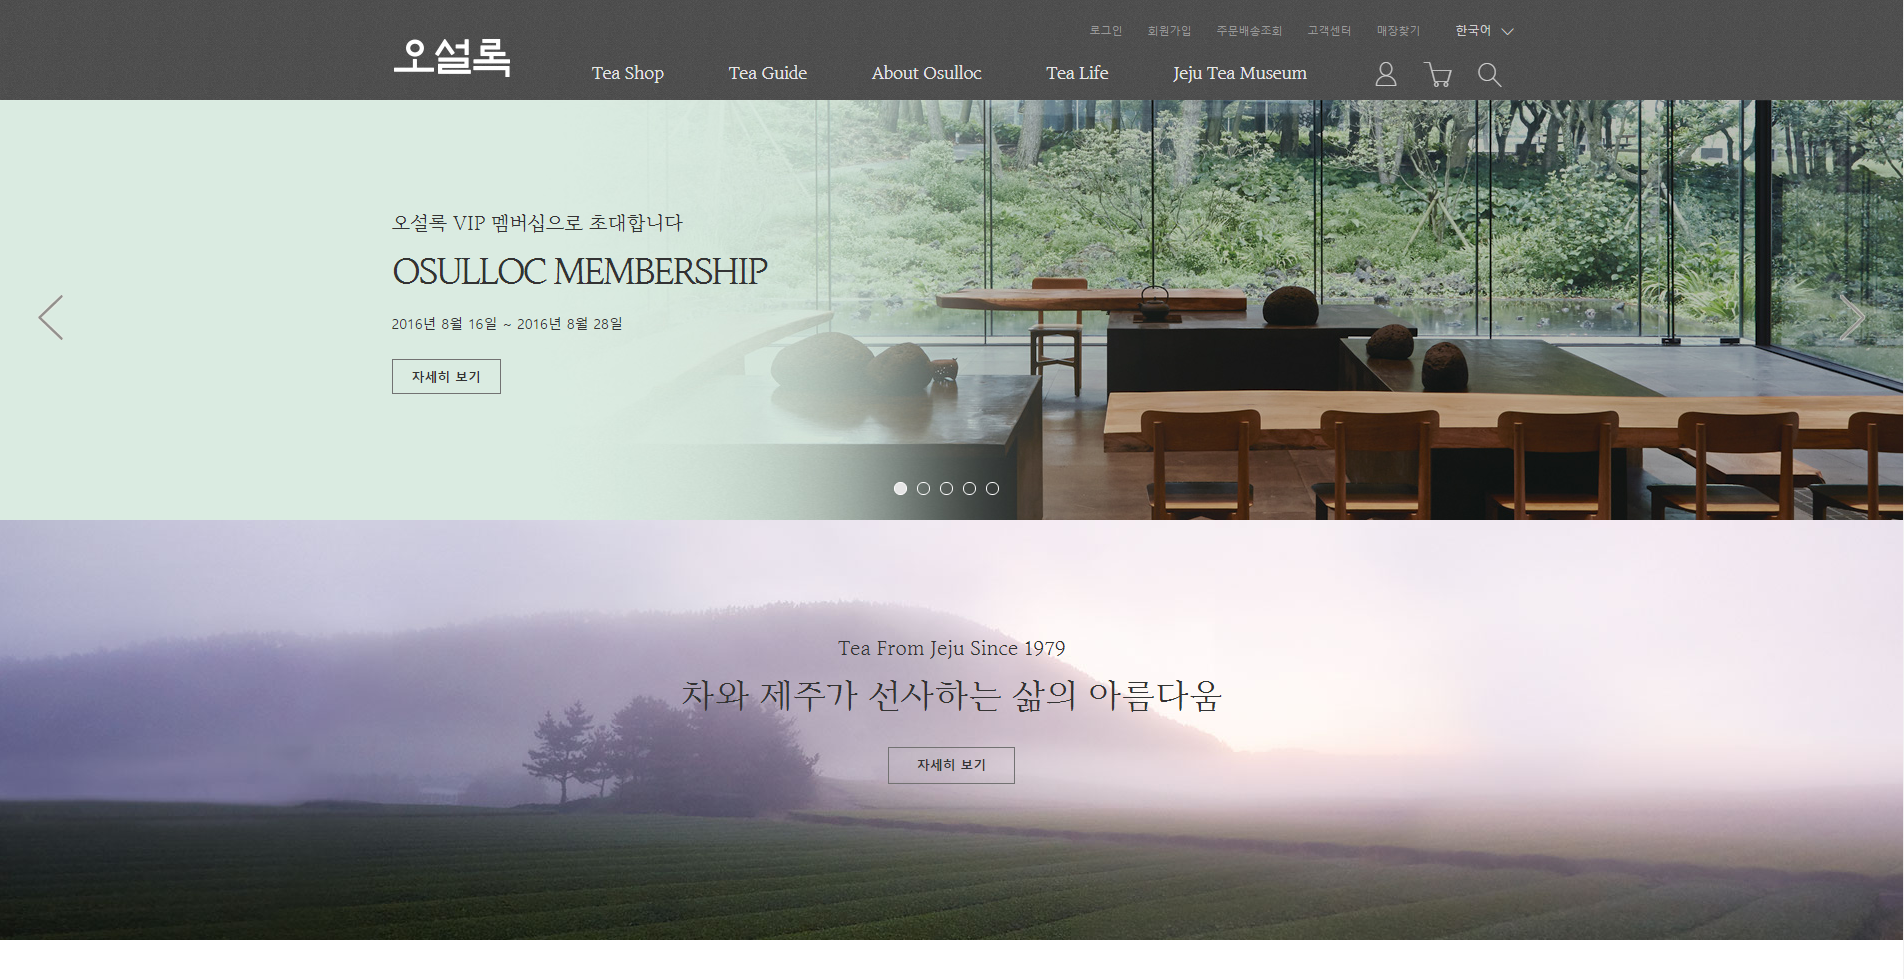 로그인 회원가입 주문배송조회 고객센터 매장찾기 한국어
오설록
Tea Shop Tea Guide About Osulloc Tea Life Jeju Tea Museum
오설록 VIP 멤버십으로 초대합니다
OSULLOC MEMBERSHIP
2016년 8월 16일 ~ 2016년 8월 28일
자세히 보기
Tea From Jeju Since 1979
차와 제주가 선사하는 삶의 아름다움
자세히 보기